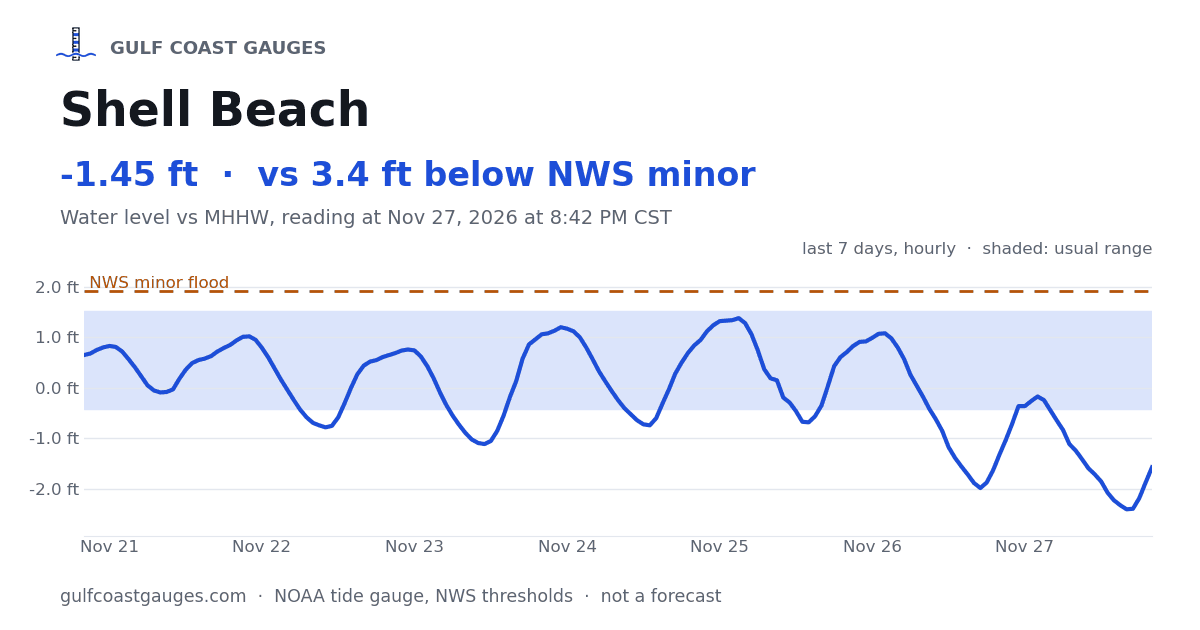 GULF COAST GAUGES
Shell Beach
-1.45 ft · vs 3.4 ft below NWS minor
Water level vs MHHW, reading at Nov 27, 2026 at 8:42 PM CST
last 7 days, hourly · shaded: usual range
NWS minor flood
2.0 ft
1.0 ft
0.0 ft
-1.0 ft
-2.0 ft
Nov 21 Nov 22 Nov 23 Nov 24 Nov 25 Nov 26 Nov 27
gulfcoastgauges.com · NOAA tide gauge, NWS thresholds · not a forecast